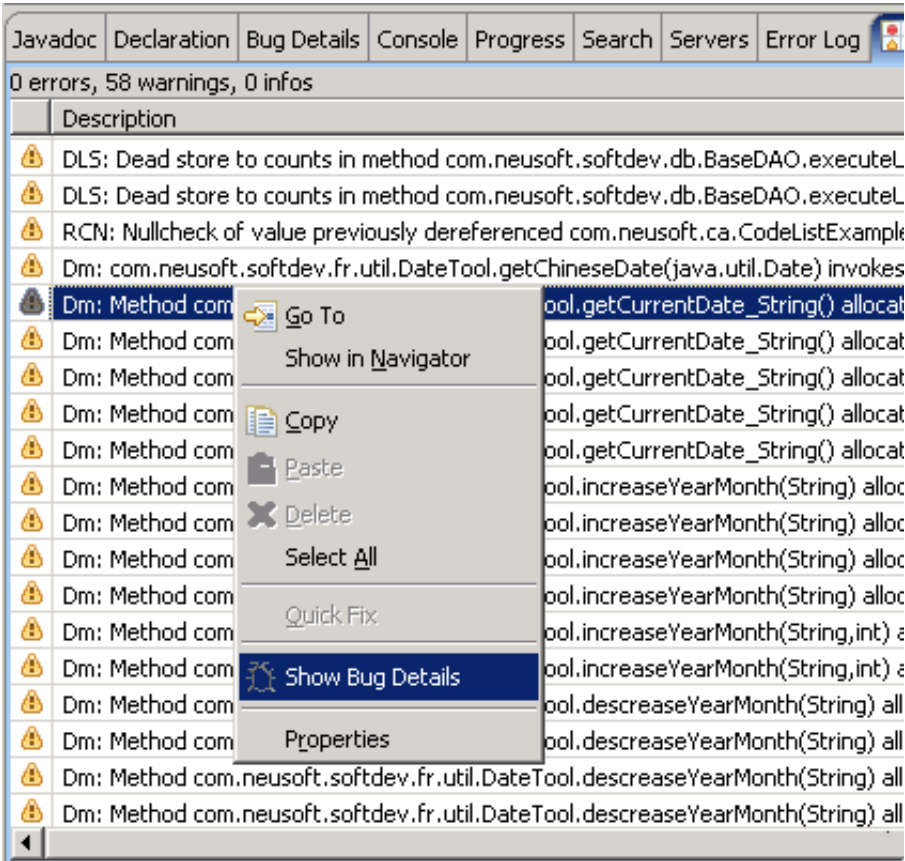 Javadoc Declaration Bug Details Console Progress Search Servers Error Log
0 errors, 58 warnings, 0 infos
Description
DLS: Dead store to counts in method com.neusoft.softdev.db.BaseDAO.execute
DLS: Dead store to counts in method com.neusoft.softdev.db.BaseDAO.execute
RCN: Nullcheck of value previously dereferenced com.neusoft.ca.CodeListExample
Dm: com.neusoft.softdev.fr.util.DateTool.getChineseDate(java.util.Date) invokes
Dm: Method com ool.getCurrentDate_String() allocat
Go To
Dm: Method com ool.getCurrentDate_String() allocat
Show in Navigator
Dm: Method com ool.getCurrentDate_String() allocat
Dm: Method com ool.getCurrentDate_String() allocat
Copy
Dm: Method com ool.getCurrentDate_String() allocat
Paste
Dm: Method com ool.increaseYearMonth(String) alloc
Dm: Method com ool.increaseYearMonth(String) alloc
Delete
Dm: Method com ool.increaseYearMonth(String) alloc
Select All
Dm: Method com ool.increaseYearMonth(String) alloc
Quick Fix
Dm: Method com ool.increaseYearMonth(String,int) a
Dm: Method com ool.increaseYearMonth(String,int) a
Show Bug Details
Dm: Method com ool.descreaseYearMonth(String) all
Dm: Method com ool.descreaseYearMonth(String) all
Properties
Dm: Method com.neusoft.softdev.fr.util.DateTool.descreaseYearMonth(String) all
Dm: Method com.neusoft.softdev.fr.util.DateTool.descreaseYearMonth(String) all